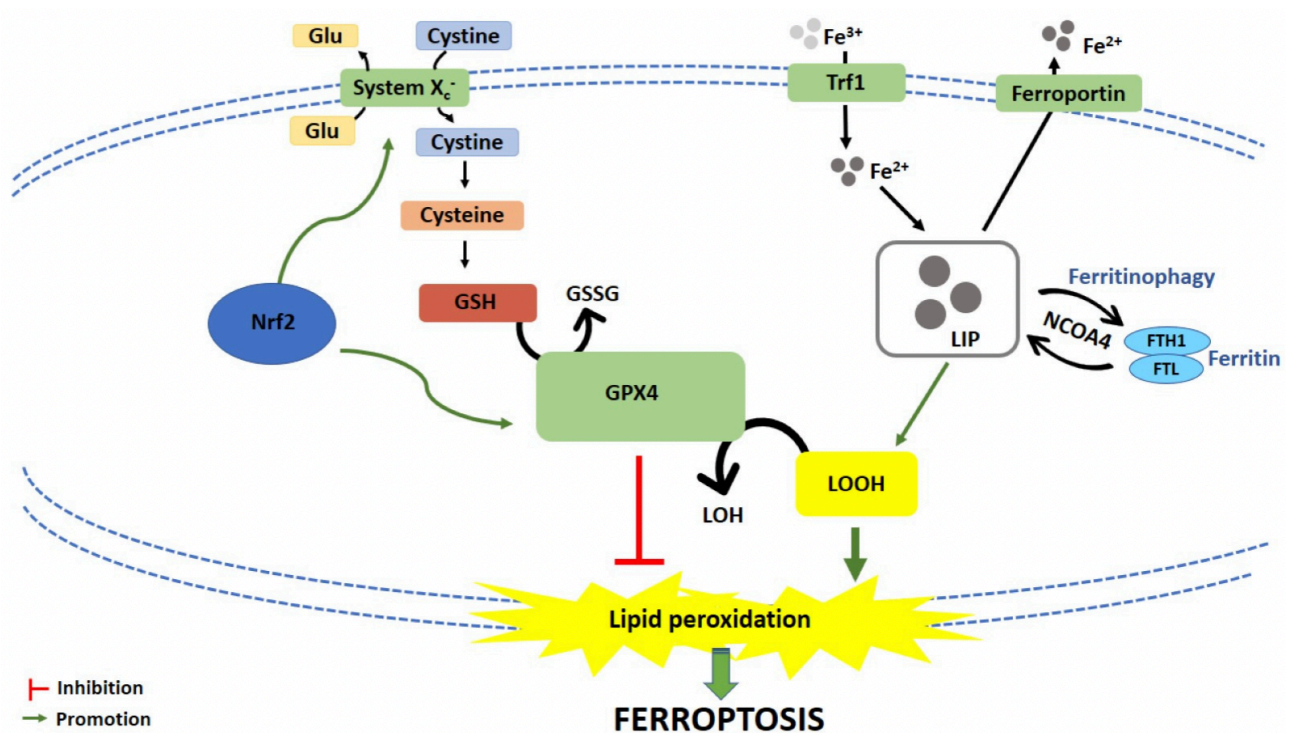 Glu
Cystine
Fe3+
Fe2+
System Xc-
Trf1
Ferroportin
Glu
Cystine
Fe2+
Cysteine
GSH
GSSG
Nrf2
Ferritinophagy
NCOA4
LIP
FTH1
FTL
Ferritin
GPX4
LOOH
LOH
Lipid peroxidation
Inhibition
Promotion
FERROPTOSIS